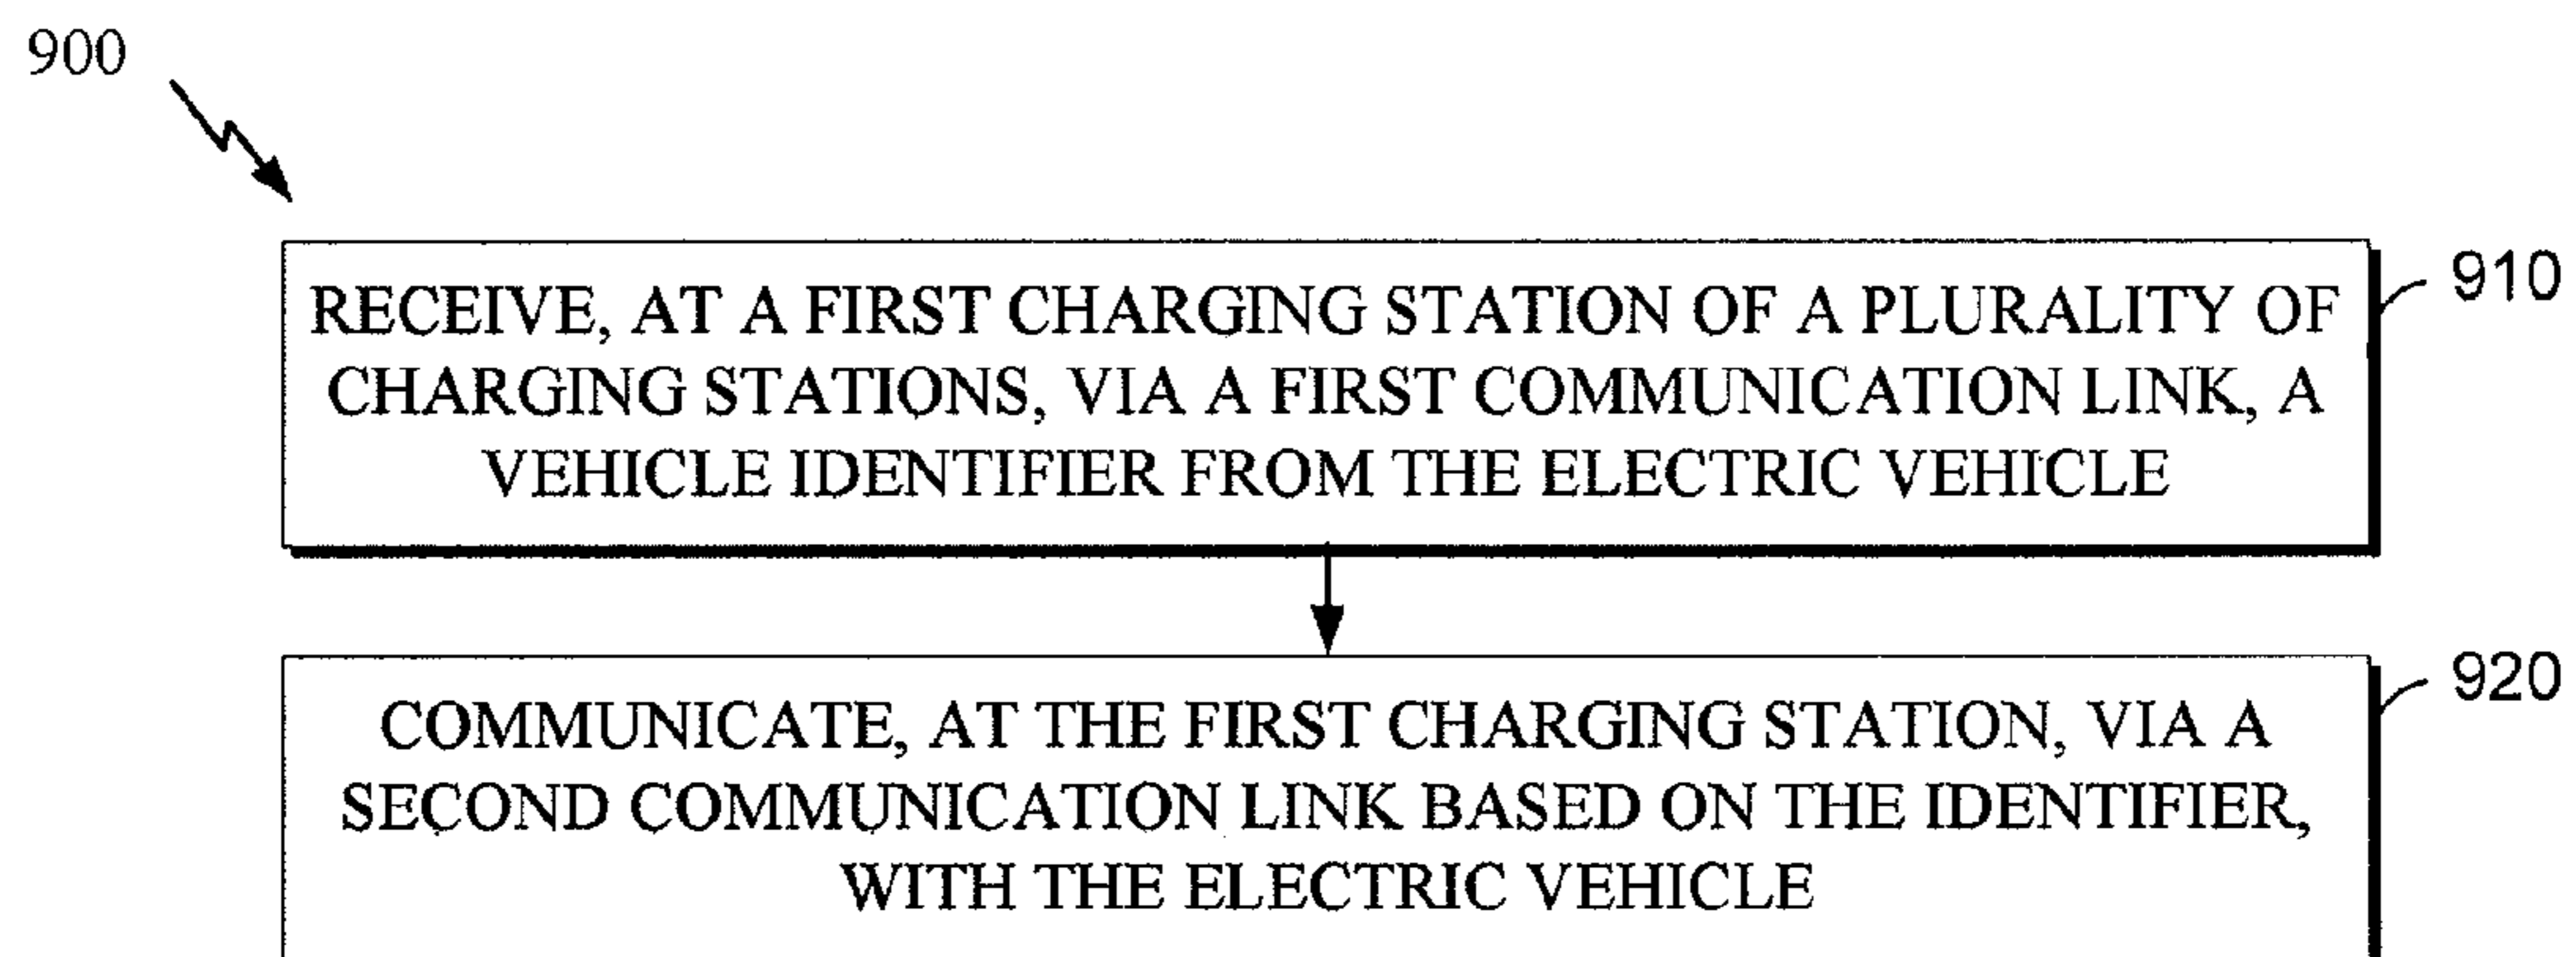 900
RECEIVE, AT A FIRST CHARGING STATION OF A PLURALITY OF
CHARGING STATIONS, VIA A FIRST COMMUNICATION LINK, A
VEHICLE IDENTIFIER FROM THE ELECTRIC VEHICLE
910
COMMUNICATE, AT THE FIRST CHARGING STATION, VIA A
SECOND COMMUNICATION LINK BASED ON THE IDENTIFIER,
WITH THE ELECTRIC VEHICLE
920